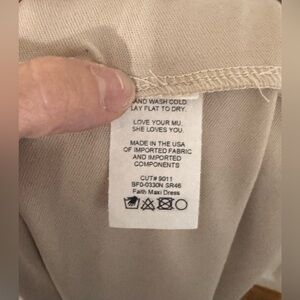 HAND WASH COLD
LAY FLAT TO DRY.
LOVE YOUR MU
SHE LOVES YOU.
MADE IN THE USA
OF IMPORTED FABRIC
AND IMPORTED
COMPONENTS
CUT# 9011
SF0-0330N SR46
Faith Maxi Dress